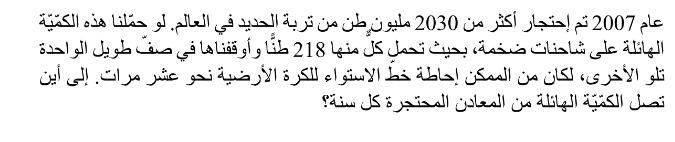 عام 2007 تم إحتجار أكثر من 2030 مليون طن من تربة الحديد في العالم. لو حمّلنا هذه الكمّيّة
الهائلة على شاحنات ضخمة، بحيث تحمل كلٌّ منها 218 طنًّا وأوقفناها في صفّ طويل الواحدة
تلو الأخرى، لكان من الممكن إحاطة خطّ الاستواء للكرة الأرضية نحو عشر مرات. إلى أين
تصل الكمّيّة الهائلة من المعادن المحتجرة كل سنة؟